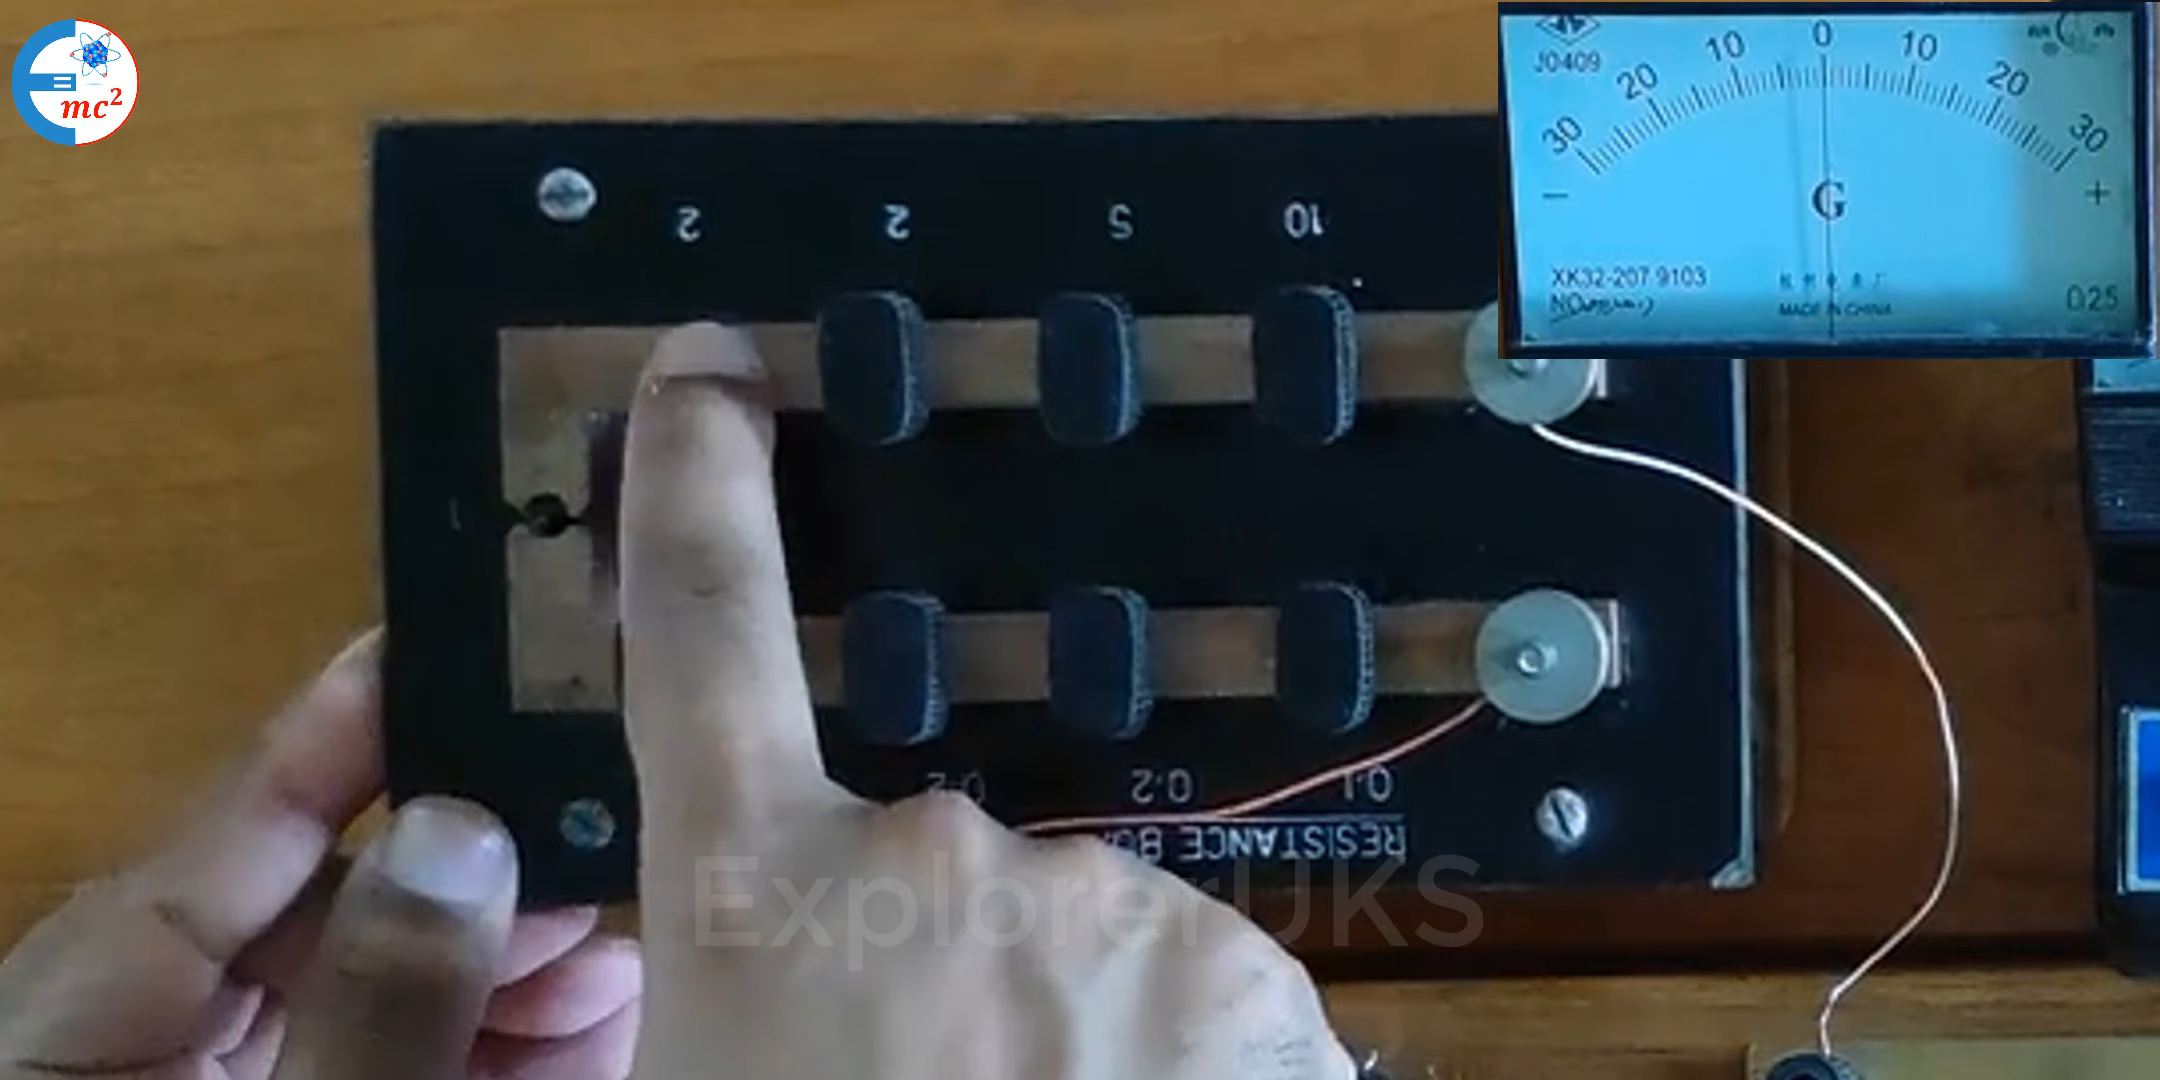 mc²
2 2 5 10
0.2 0.2 0.1
RESISTANCE BO
ExplorerUKS
J0409
30 20 10 0 10 20 30
− +
G
XK32-207 9103
MADE IN CHINA
0.25